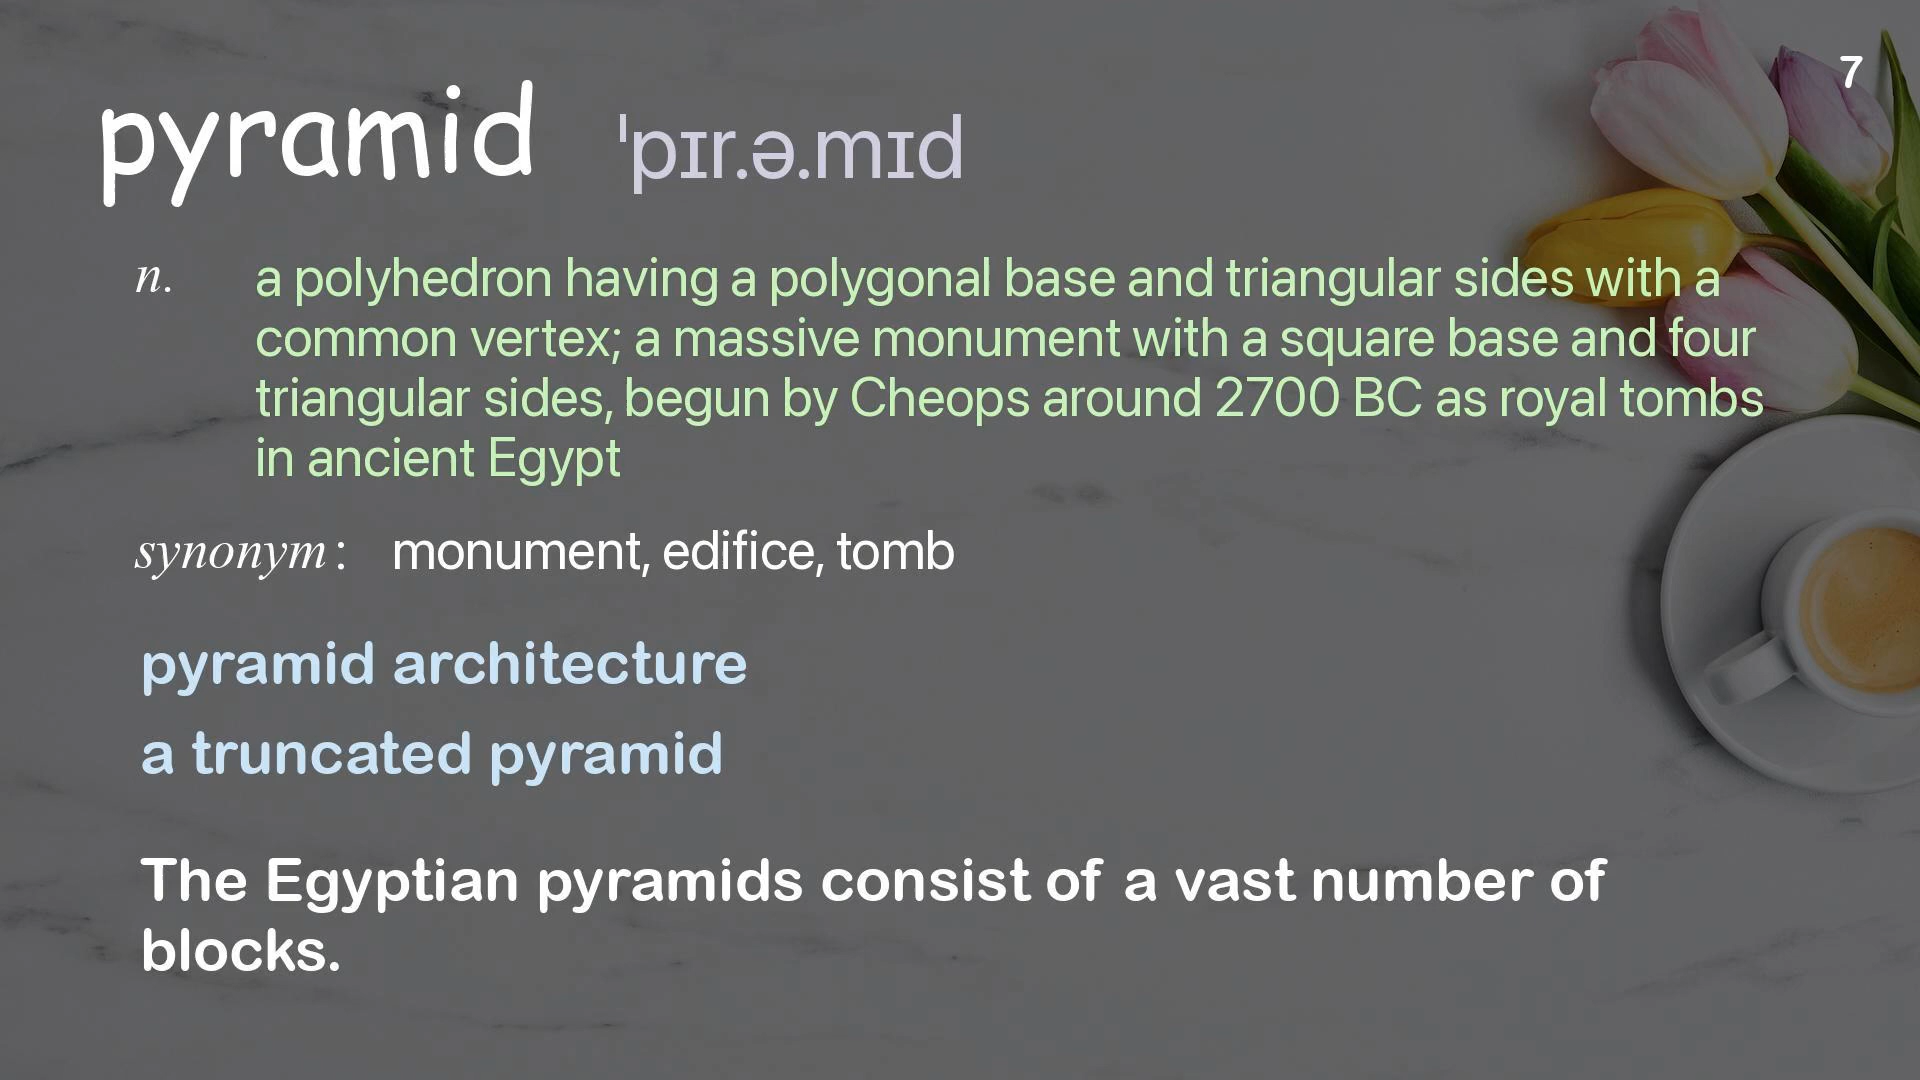 7
pyramid ˈpɪr.ə.mɪd
n. a polyhedron having a polygonal base and triangular sides with a
common vertex; a massive monument with a square base and four
triangular sides, begun by Cheops around 2700 BC as royal tombs
in ancient Egypt
synonym: monument, edifice, tomb
pyramid architecture
a truncated pyramid
The Egyptian pyramids consist of a vast number of
blocks.